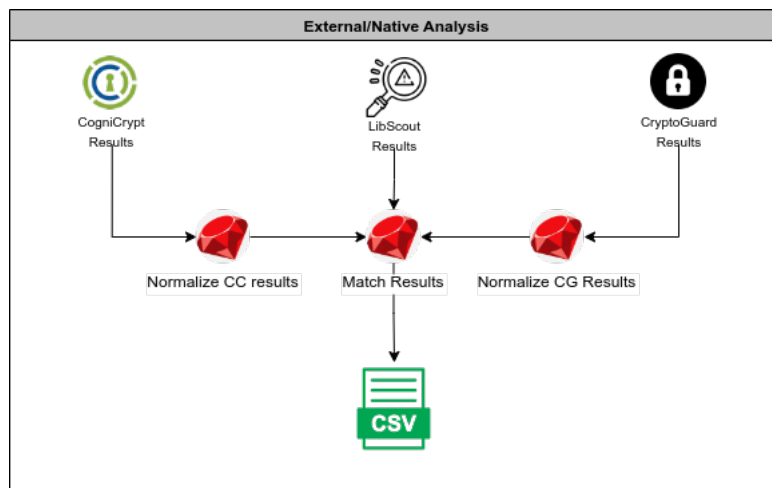 External/Native Analysis
CogniCrypt
Results
LibScout
Results
CryptoGuard
Results
Normalize CC results
Match Results
Normalize CG Results
CSV